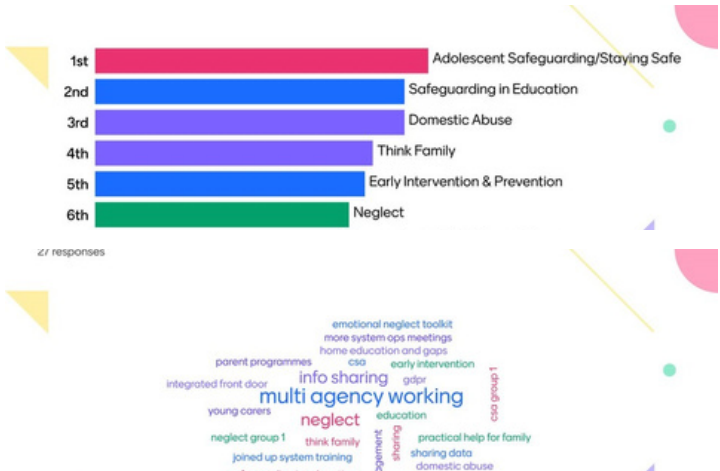 1st Adolescent Safeguarding/Staying Safe
2nd Safeguarding in Education
3rd Domestic Abuse
4th Think Family
5th Early Intervention & Prevention
6th Neglect
27 responses
emotional neglect toolkit
more system ops meetings
home education and gaps
parent programmes csa early intervention
info sharing gdpr
integrated front door
csa group 1
multi agency working
young carers education
neglect
neglect group 1 think family sharing practical help for family
joined up system training sharing data
domestic abuse